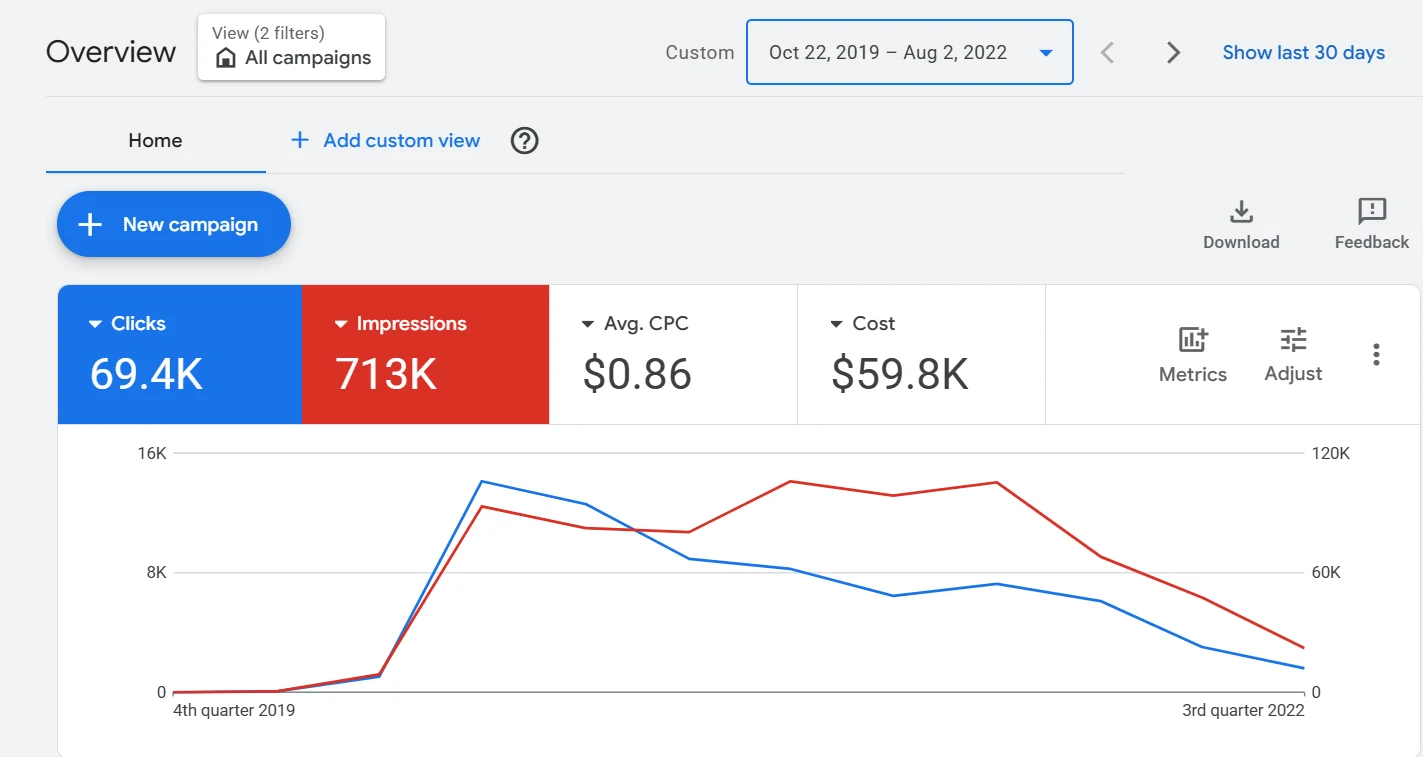 Overview
View (2 filters)
All campaigns
Custom
Oct 22, 2019 – Aug 2, 2022
Show last 30 days
Home
Add custom view
New campaign
Download
Feedback
Clicks
69.4K
Impressions
713K
Avg. CPC
$0.86
Cost
$59.8K
Metrics
Adjust
16K
120K
8K
60K
0
0
4th quarter 2019
3rd quarter 2022